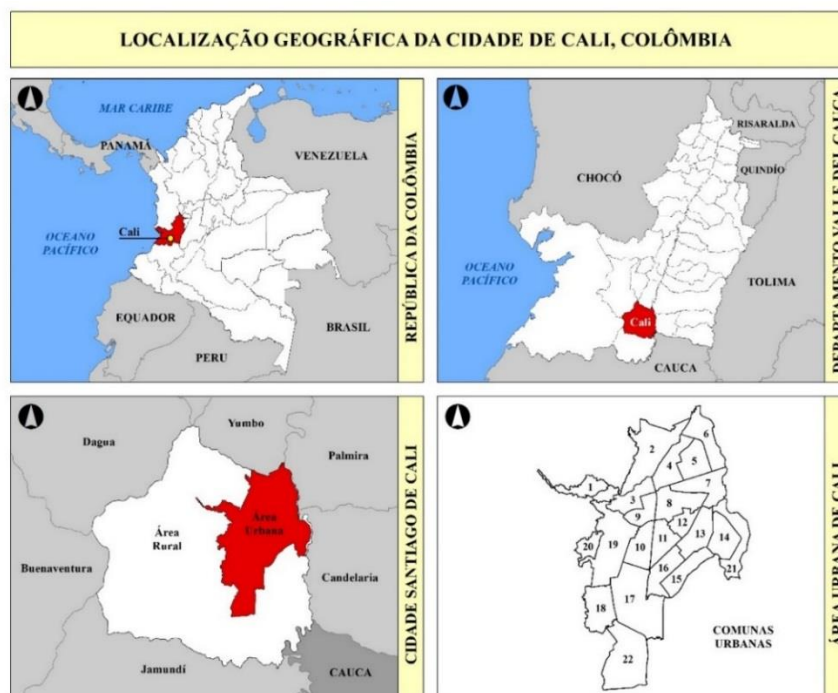 LOCALIZAÇÃO GEOGRÁFICA DA CIDADE DE CALI, COLÔMBIA
MAR CARIBE
PANAMÁ
VENEZUELA
Cali
OCEANO
PACÍFICO
EQUADOR
BRASIL
PERU
REPÚBLICA DA COLÔMBIA
RISARALDA
QUINDÍO
CHOCÓ
OCEANO
PACÍFICO
TOLIMA
Cali
CAUCA
DEPARTAMENTO VALLE DEL CAUCA
Yumbo
Dagua
Palmira
Área
Rural
Área
Urbana
Buenaventura
Candelaria
Jamundí
CAUCA
CIDADE SANTIAGO DE CALI
6
2
4
5
7
1
3
8
9
12
19
10
11
13
14
20
16
21
15
18
17
22
COMUNAS
URBANAS
ÁREA URBANA DE CALI